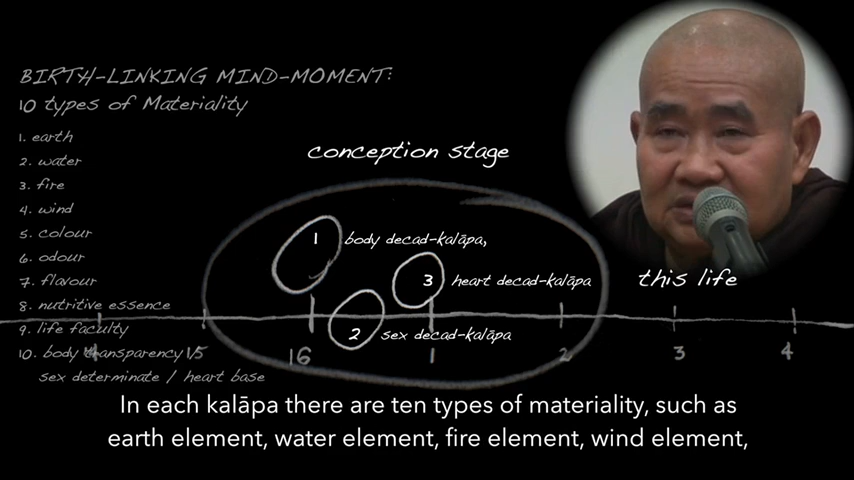 BIRTH-LINKING MIND-MOMENT:
10 types of Materiality
1. earth
2. water
3. fire
4. wind
5. colour
6. odour
7. flavour
8. nutritive essence
9. life faculty
10. body transparency
sex determinate / heart base
conception stage
1 body decad-kalāpa,
3 heart decad-kalāpa
2 sex decad-kalāpa
this life
15 16 1 2 3 4
In each kalāpa there are ten types of materiality, such as
earth element, water element, fire element, wind element,